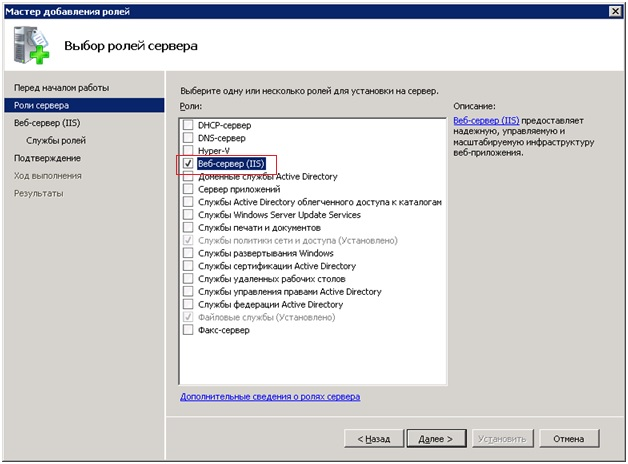 Мастер добавления ролей
Выбор ролей сервера
Перед началом работы
Роли сервера
Веб-сервер (IIS)
Службы ролей
Подтверждение
Ход выполнения
Результаты
Выберите одну или несколько ролей для установки на сервер.
Роли:
DHCP-сервер
DNS-сервер
Hyper-V
Веб-сервер (IIS)
Доменные службы Active Directory
Сервер приложений
Службы Active Directory облегченного доступа к каталогам
Службы Windows Server Update Services
Службы печати и документов
Службы политики сети и доступа (Установлено)
Службы развертывания Windows
Службы сертификации Active Directory
Службы удаленных рабочих столов
Службы управления правами Active Directory
Службы федерации Active Directory
Файловые службы (Установлено)
Факс-сервер
Дополнительные сведения о ролях сервера
Описание:
Веб-сервер (IIS) предоставляет
надежную, управляемую и
масштабируемую инфраструктуру
веб-приложения.
< Назад
Далее >
Установить
Отмена